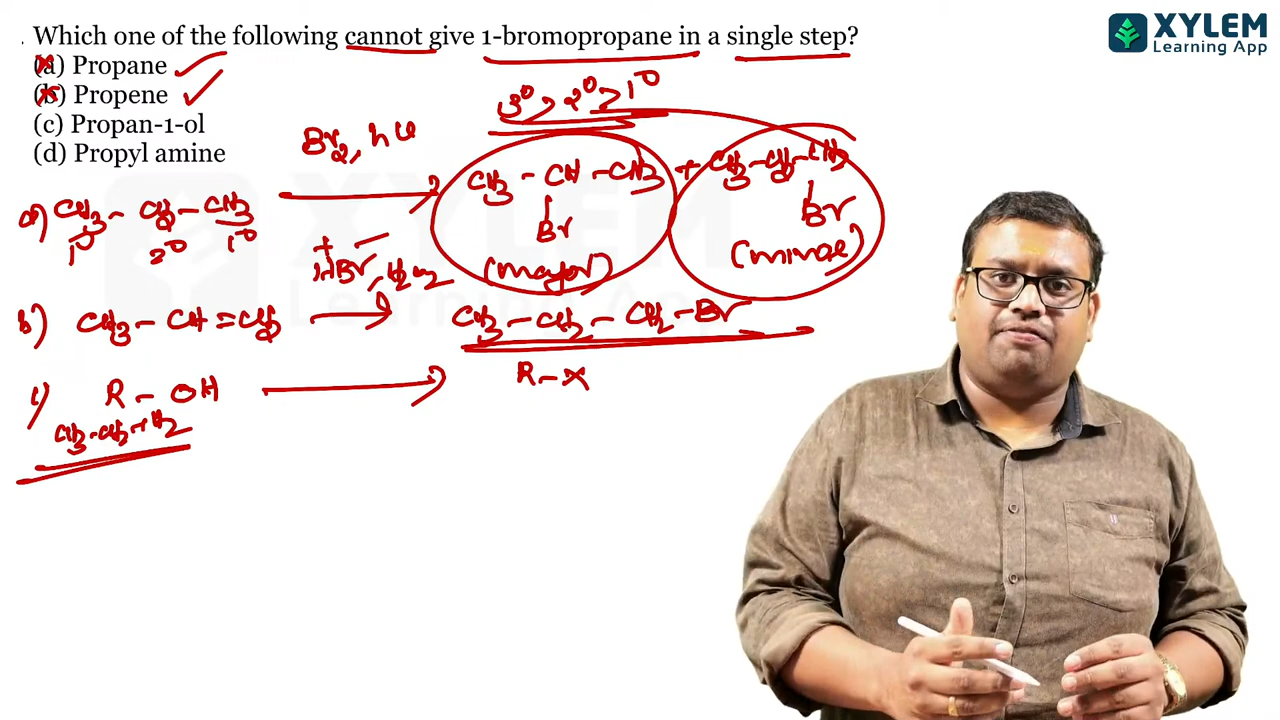 Which one of the following cannot give 1-bromopropane in a single step?
(a) Propane
(b) Propene
(c) Propan-1-ol
(d) Propyl amine
XYLEM
Learning App
3° > 2° > 1°
Br2, hυ
a) CH3 - CH2 - CH3
1° 2° 1°
CH3 - CH - CH3 + CH3 - CH2 - CH2
Br Br
(major) (minor)
HBr, H2O2
b) CH3 - CH = CH2
CH3 - CH2 - CH2 - Br
c) R - OH
R - X
CH3-CH2-CH2